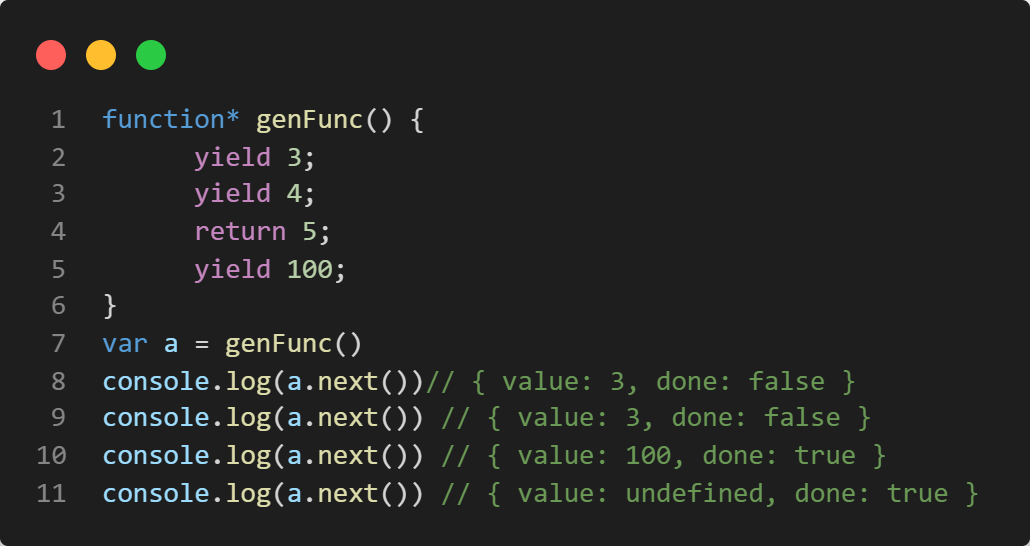 1 function* genFunc() {
2 yield 3;
3 yield 4;
4 return 5;
5 yield 100;
6 }
7 var a = genFunc()
8 console.log(a.next())// { value: 3, done: false }
9 console.log(a.next()) // { value: 3, done: false }
10 console.log(a.next()) // { value: 100, done: true }
11 console.log(a.next()) // { value: undefined, done: true }